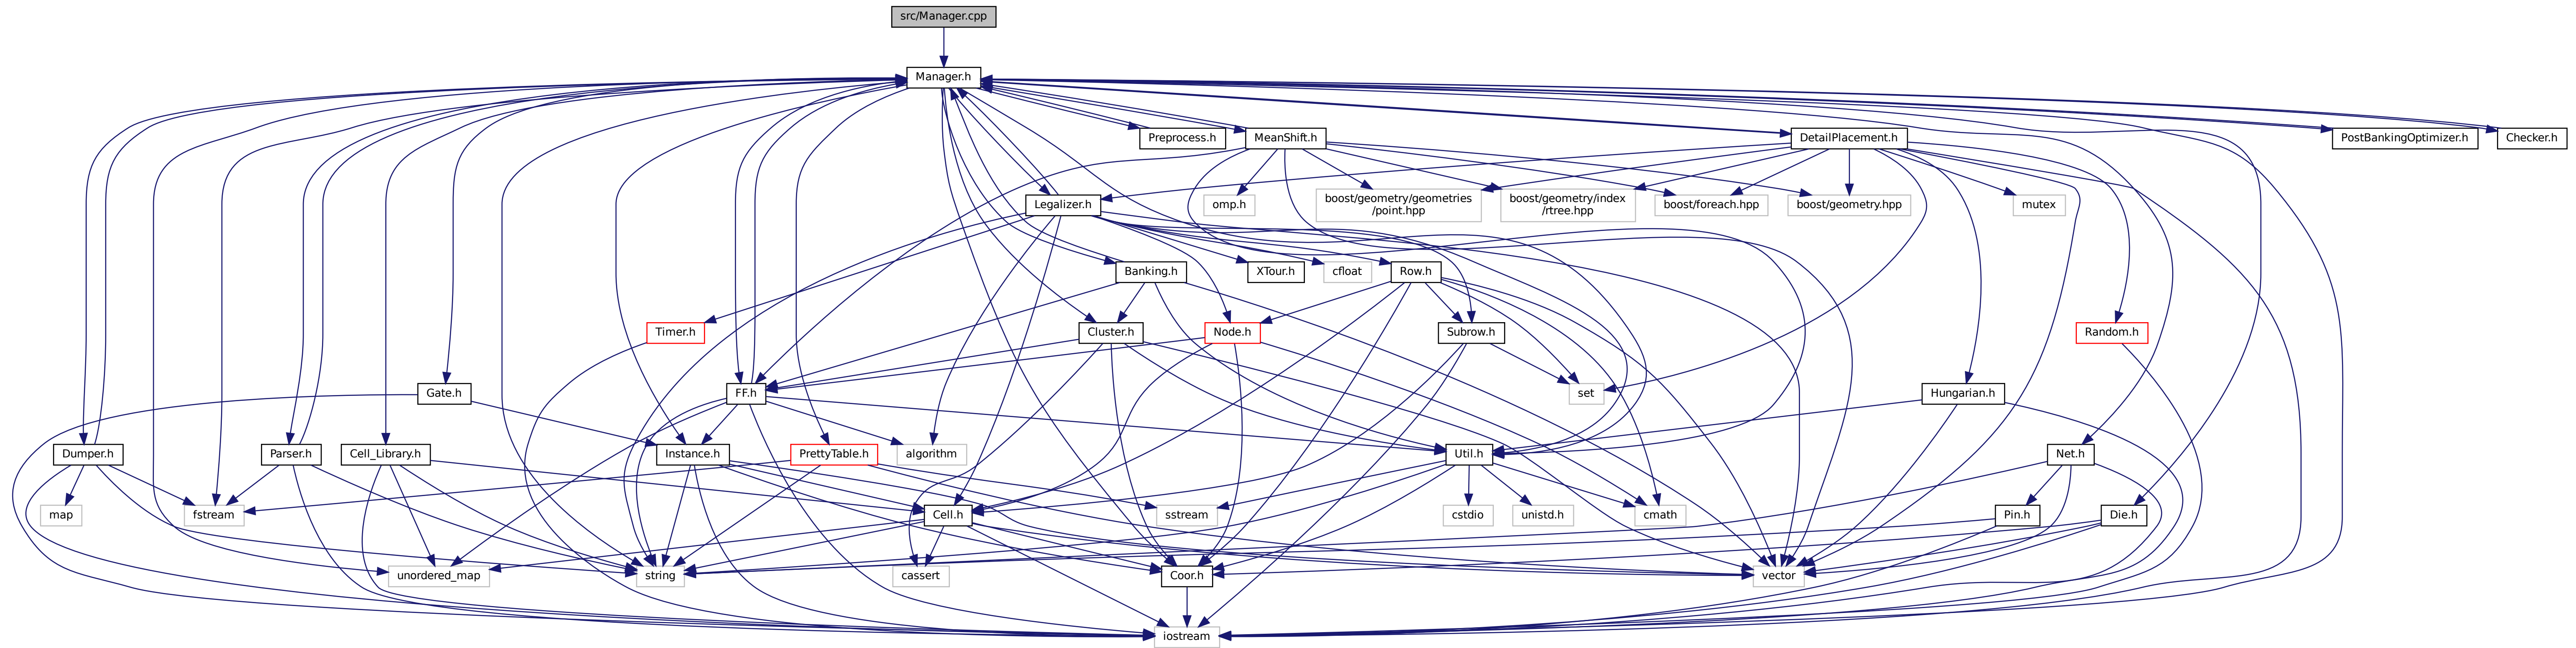 src/Manager.cpp
Manager.h
Preprocess.h
MeanShift.h
DetailPlacement.h
PostBankingOptimizer.h
Checker.h
Legalizer.h
omp.h
boost/geometry/geometries
/point.hpp
boost/geometry/index
/rtree.hpp
boost/foreach.hpp
boost/geometry.hpp
mutex
Banking.h
XTour.h
cfloat
Row.h
Timer.h
Cluster.h
Node.h
Subrow.h
Random.h
Gate.h
FF.h
set
Hungarian.h
Dumper.h
Parser.h
Cell_Library.h
Instance.h
PrettyTable.h
algorithm
Util.h
Net.h
map
fstream
Cell.h
sstream
cstdio
unistd.h
cmath
Pin.h
Die.h
unordered_map
string
cassert
Coor.h
vector
iostream